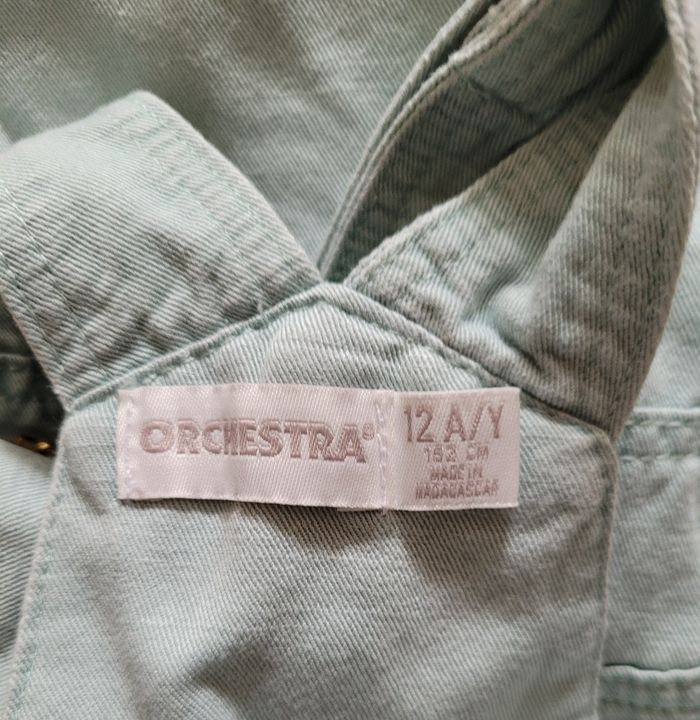 ORCHESTRA®
12 A/Y
152 CM
MADE IN
MADAGASCAR